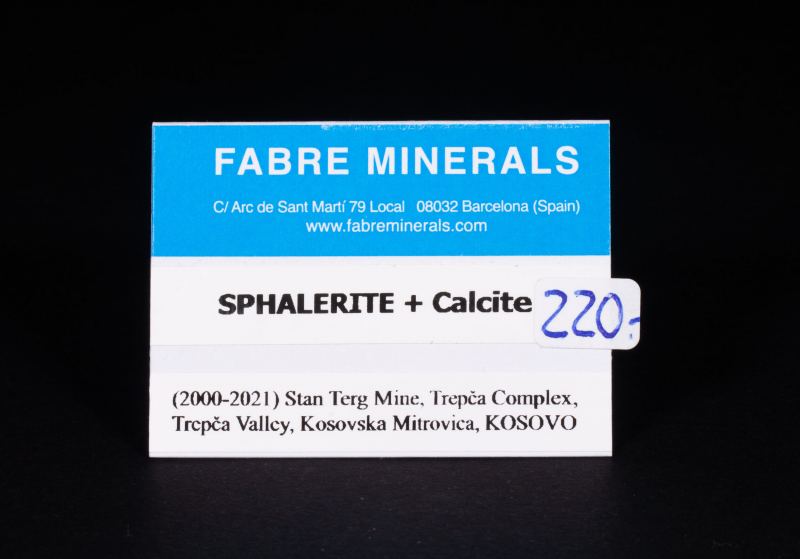 FABRE MINERALS
C/ Arc de Sant Martí 79 Local 08032 Barcelona (Spain)
www.fabreminerals.com
SPHALERITE + Calcite
220.-
(2000-2021) Stan Terg Mine, Trepča Complex,
Trepča Valley, Kosovska Mitrovica, KOSOVO